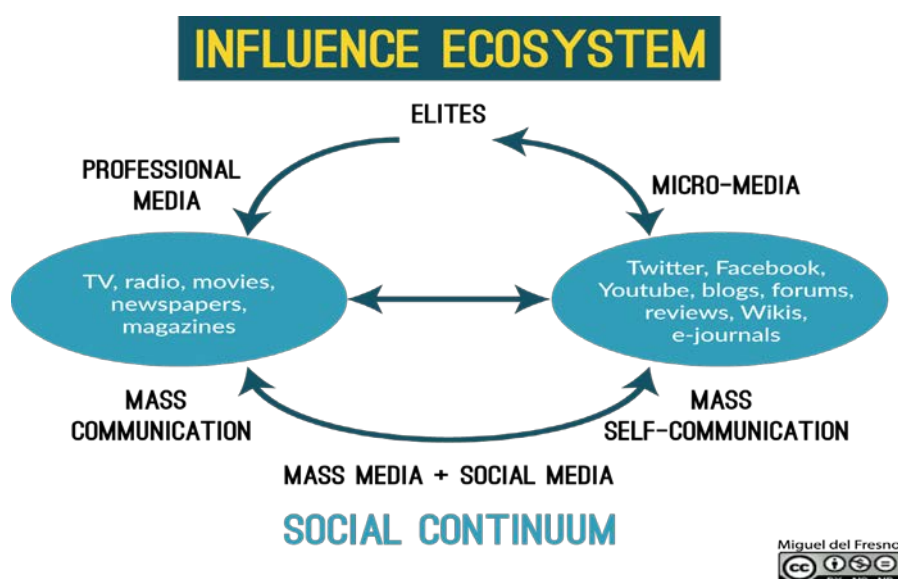 INFLUENCE ECOSYSTEM
ELITES
PROFESSIONAL
MEDIA
MICRO-MEDIA
TV, radio, movies,
newspapers,
magazines
Twitter, Facebook,
Youtube, blogs, forums,
reviews, Wikis,
e-journals
MASS
COMMUNICATION
MASS
SELF-COMMUNICATION
MASS MEDIA + SOCIAL MEDIA
SOCIAL CONTINUUM
Miguel del Fresno
cc